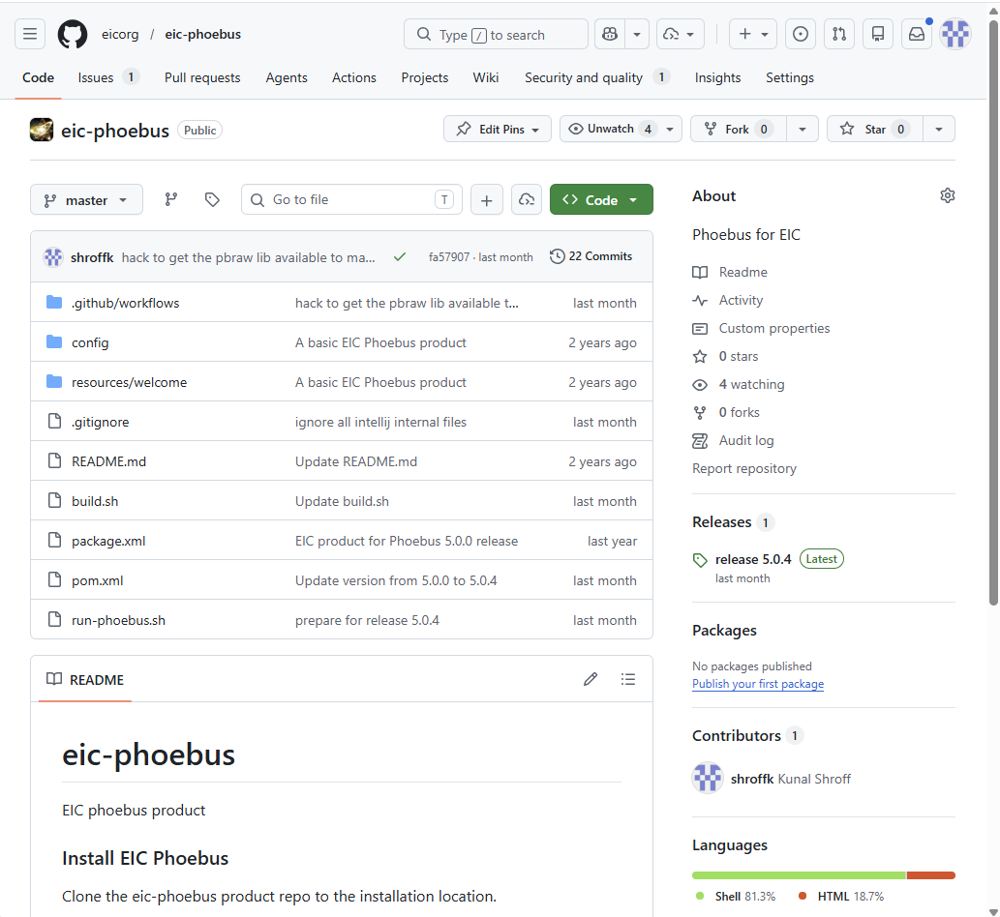 eicorg / eic-phoebus Type / to search
Code Issues 1 Pull requests Agents Actions Projects Wiki Security and quality 1 Insights Settings
eic-phoebus Public Edit Pins Unwatch 4 Fork 0 Star 0
master Go to file T Code
shroffk hack to get the pbraw lib available to ma... fa57907 · last month 22 Commits
.github/workflows hack to get the pbraw lib available t... last month
config A basic EIC Phoebus product 2 years ago
resources/welcome A basic EIC Phoebus product 2 years ago
.gitignore ignore all intellij internal files last month
README.md Update README.md 2 years ago
build.sh Update build.sh last month
package.xml EIC product for Phoebus 5.0.0 release last year
pom.xml Update version from 5.0.0 to 5.0.4 last month
run-phoebus.sh prepare for release 5.0.4 last month
README
eic-phoebus
EIC phoebus product
Install EIC Phoebus
Clone the eic-phoebus product repo to the installation location.
About
Phoebus for EIC
Readme
Activity
Custom properties
0 stars
4 watching
0 forks
Audit log
Report repository
Releases 1
release 5.0.4 Latest
last month
Packages
No packages published
Publish your first package
Contributors 1
shroffk Kunal Shroff
Languages
Shell 81.3% HTML 18.7%